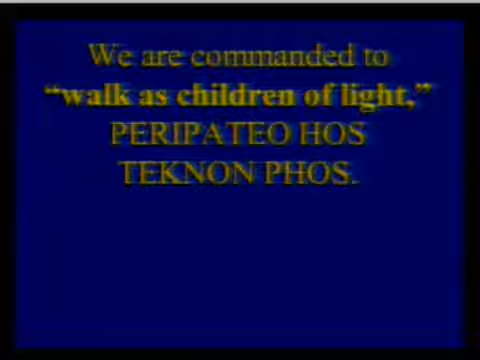 We are commanded to
“walk as children of light,”
PERIPATEO HOS
TEKNON PHOS.